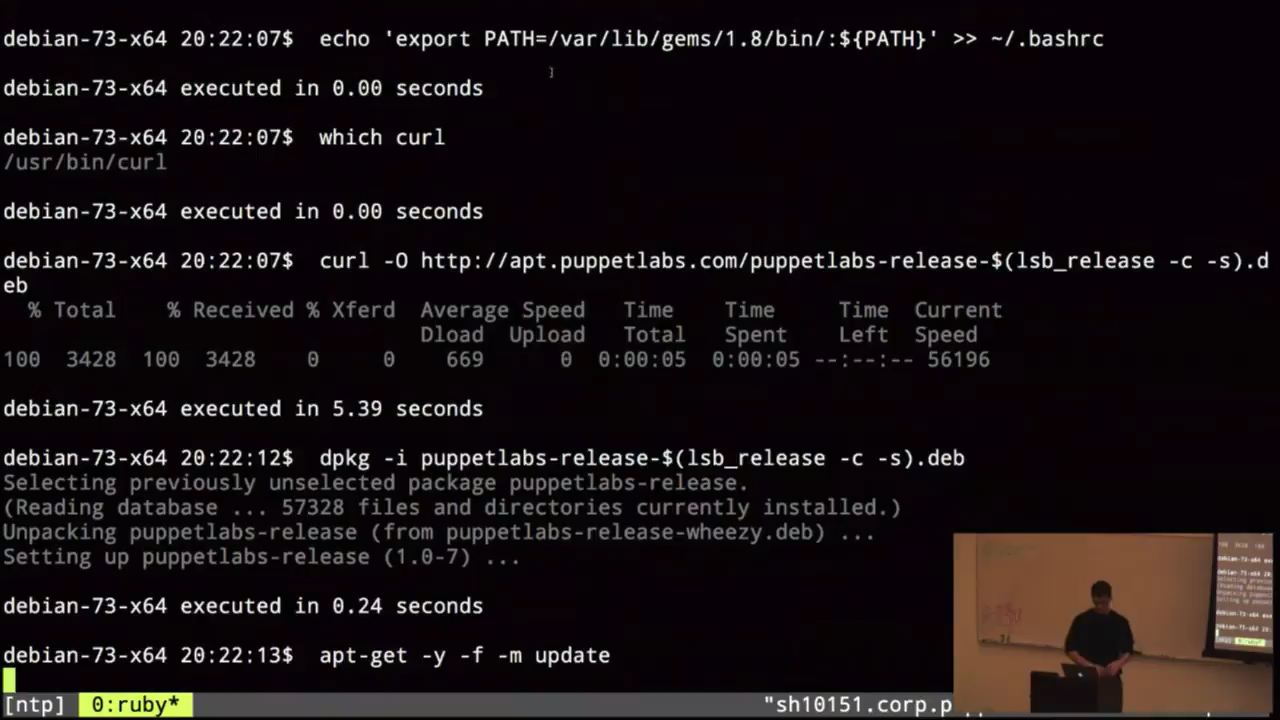 debian-73-x64 20:22:07$  echo 'export PATH=/var/lib/gems/1.8/bin/:${PATH}' >> ~/.bashrc
debian-73-x64 executed in 0.00 seconds
debian-73-x64 20:22:07$  which curl
/usr/bin/curl
debian-73-x64 executed in 0.00 seconds
debian-73-x64 20:22:07$  curl -O http://apt.puppetlabs.com/puppetlabs-release-$(lsb_release -c -s).d
eb
% Total    % Received % Xferd  Average Speed   Time    Time     Time  Current
Dload  Upload   Total   Spent    Left  Speed
100  3428  100  3428    0     0    669      0  0:00:05  0:00:05 --:--:-- 56196
debian-73-x64 executed in 5.39 seconds
debian-73-x64 20:22:12$  dpkg -i puppetlabs-release-$(lsb_release -c -s).deb
Selecting previously unselected package puppetlabs-release.
(Reading database ... 57328 files and directories currently installed.)
Unpacking puppetlabs-release (from puppetlabs-release-wheezy.deb) ...
Setting up puppetlabs-release (1.0-7) ...
debian-73-x64 executed in 0.24 seconds
debian-73-x64 20:22:13$  apt-get -y -f -m update
[ntp]  0:ruby*  "sh10151.corp.p